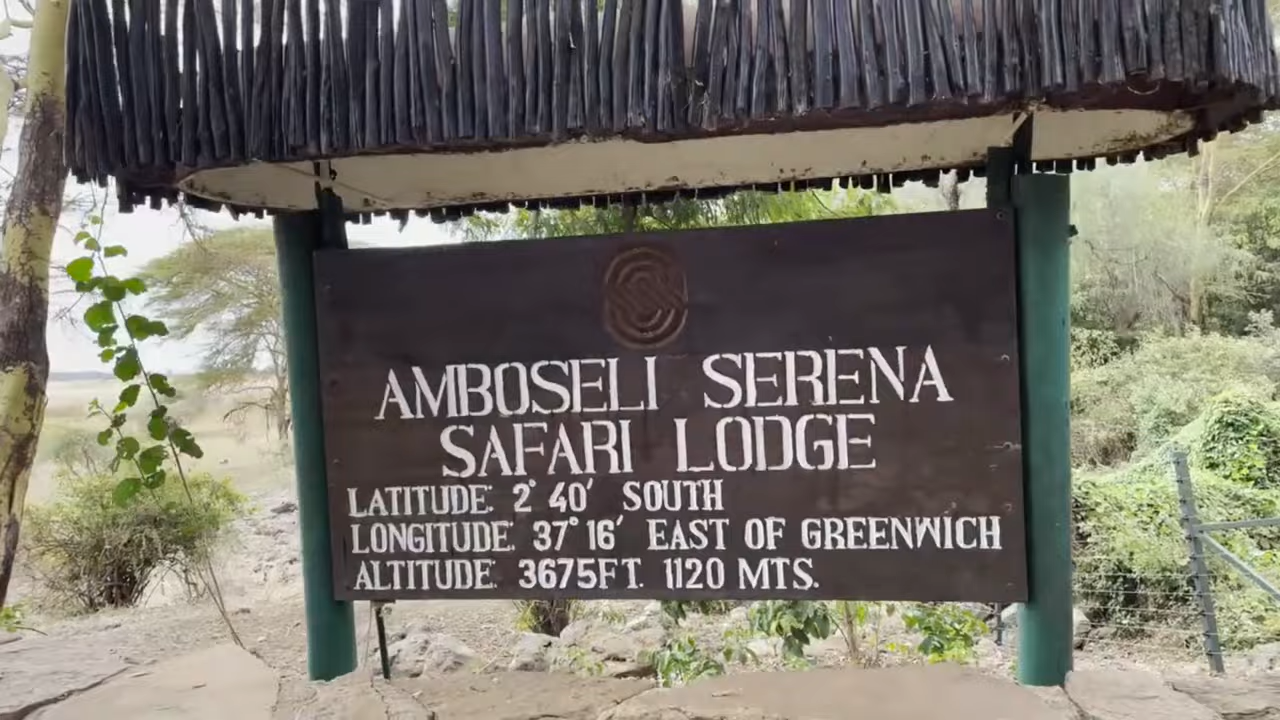 AMBOSELI SERENA
SAFARI LODGE
LATITUDE: 2° 40′ SOUTH
LONGITUDE: 37° 16′ EAST OF GREENWICH
ALTITUDE: 3675FT. 1120 MTS.